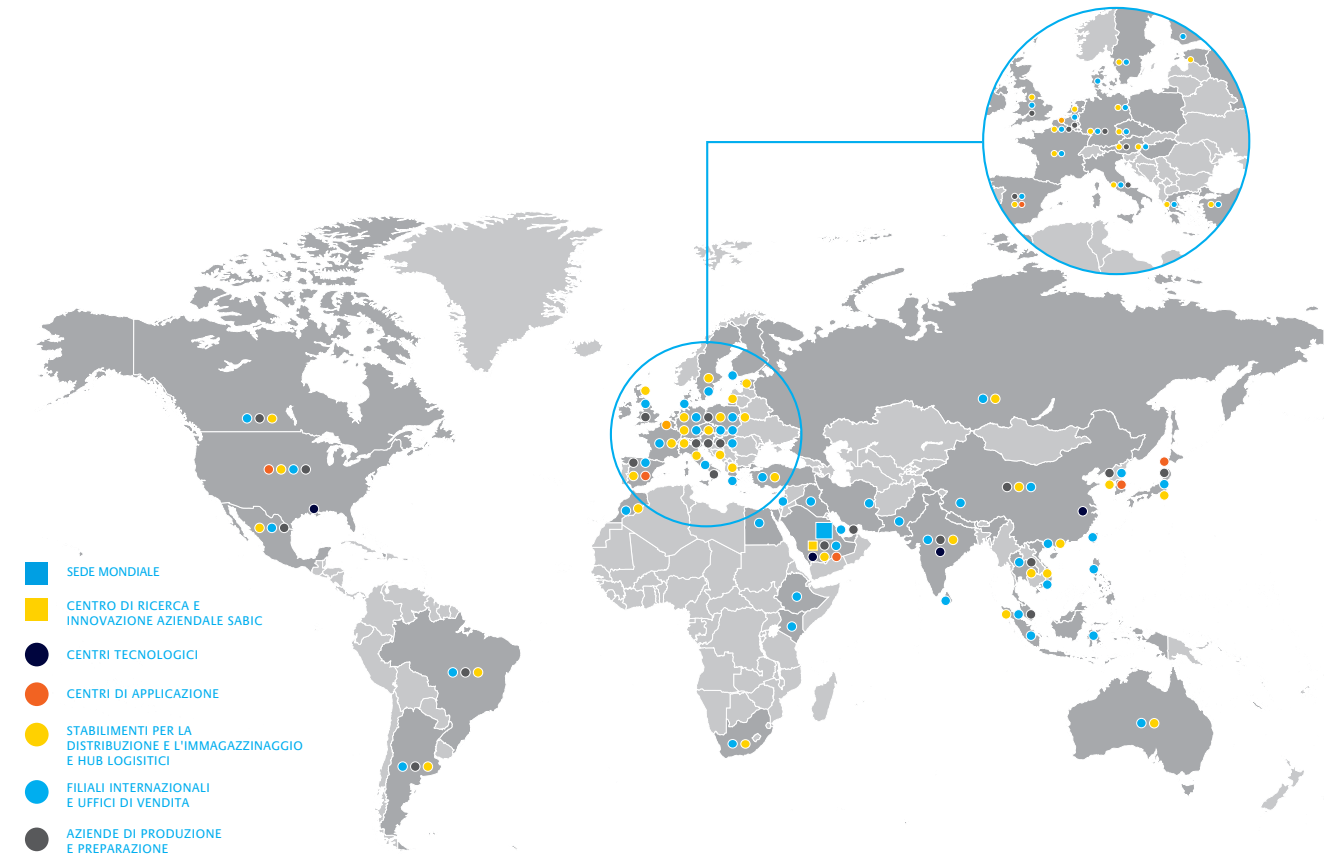 SEDE MONDIALE
CENTRO DI RICERCA E
INNOVAZIONE AZIENDALE SABIC
CENTRI TECNOLOGICI
CENTRI DI APPLICAZIONE
STABILIMENTI PER LA
DISTRIBUZIONE E L'IMMAGAZZINAGGIO
E HUB LOGISITICI
FILIALI INTERNAZIONALI
E UFFICI DI VENDITA
AZIENDE DI PRODUZIONE
E PREPARAZIONE